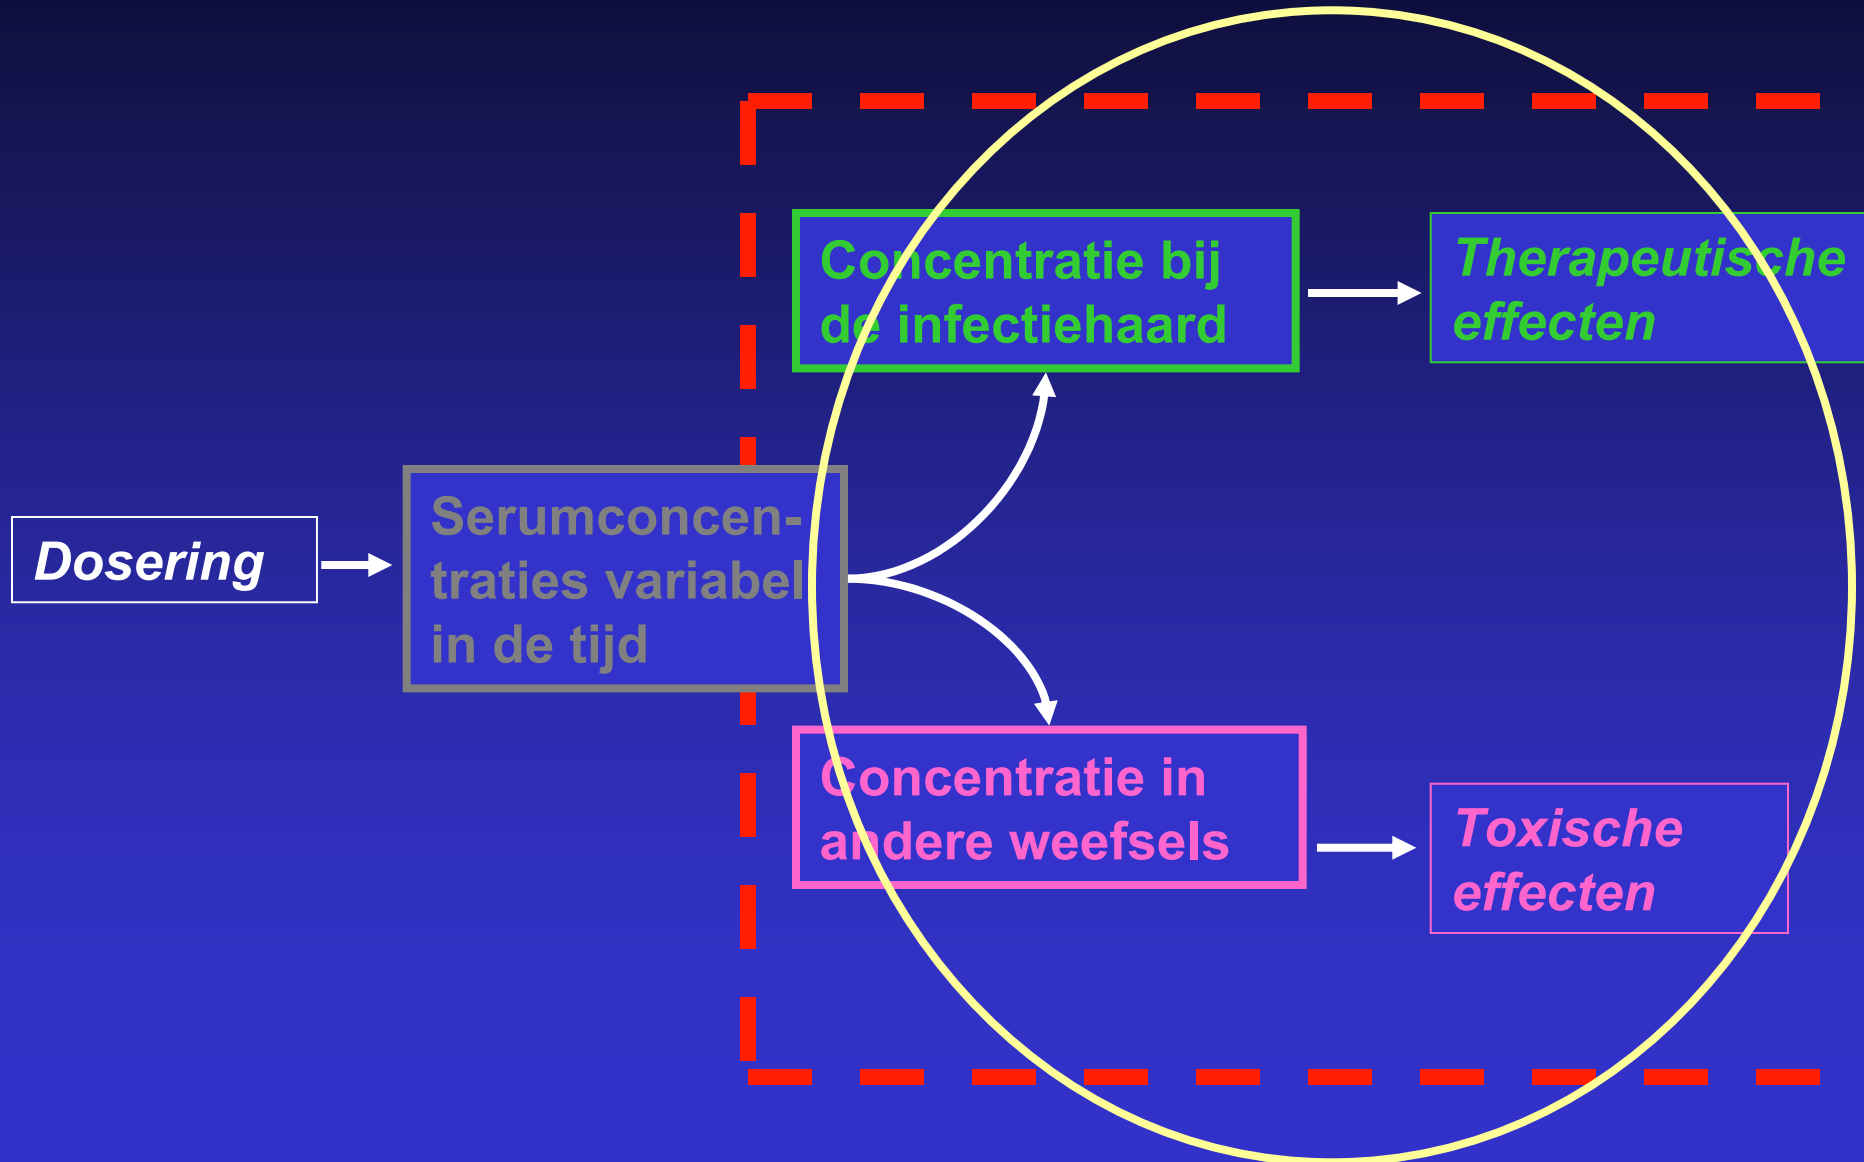 Dosering
Serumconcen-
traties variabel
in de tijd
Concentratie bij
de infectiehaard
Therapeutische
effecten
Concentratie in
andere weefsels
Toxische
effecten